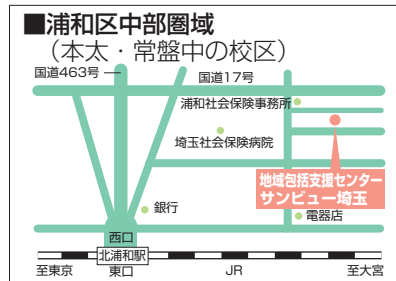 ■浦和区中部圏域
（本太・常盤中の校区）
国道463号
国道17号
浦和社会保険事務所
埼玉社会保険病院
地域包括支援センター
サンビュー埼玉
銀行
電器店
西口
北浦和駅
至東京
東口
JR
至大宮